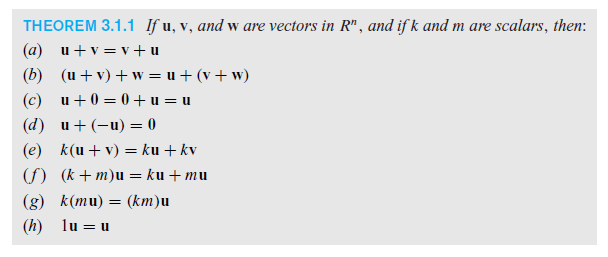 THEOREM 3.1.1 If u, v, and w are vectors in Rⁿ, and if k and m are scalars, then:
(a) u + v = v + u
(b) (u + v) + w = u + (v + w)
(c) u + 0 = 0 + u = u
(d) u + (−u) = 0
(e) k(u + v) = ku + kv
(f) (k + m)u = ku + mu
(g) k(mu) = (km)u
(h) 1u = u